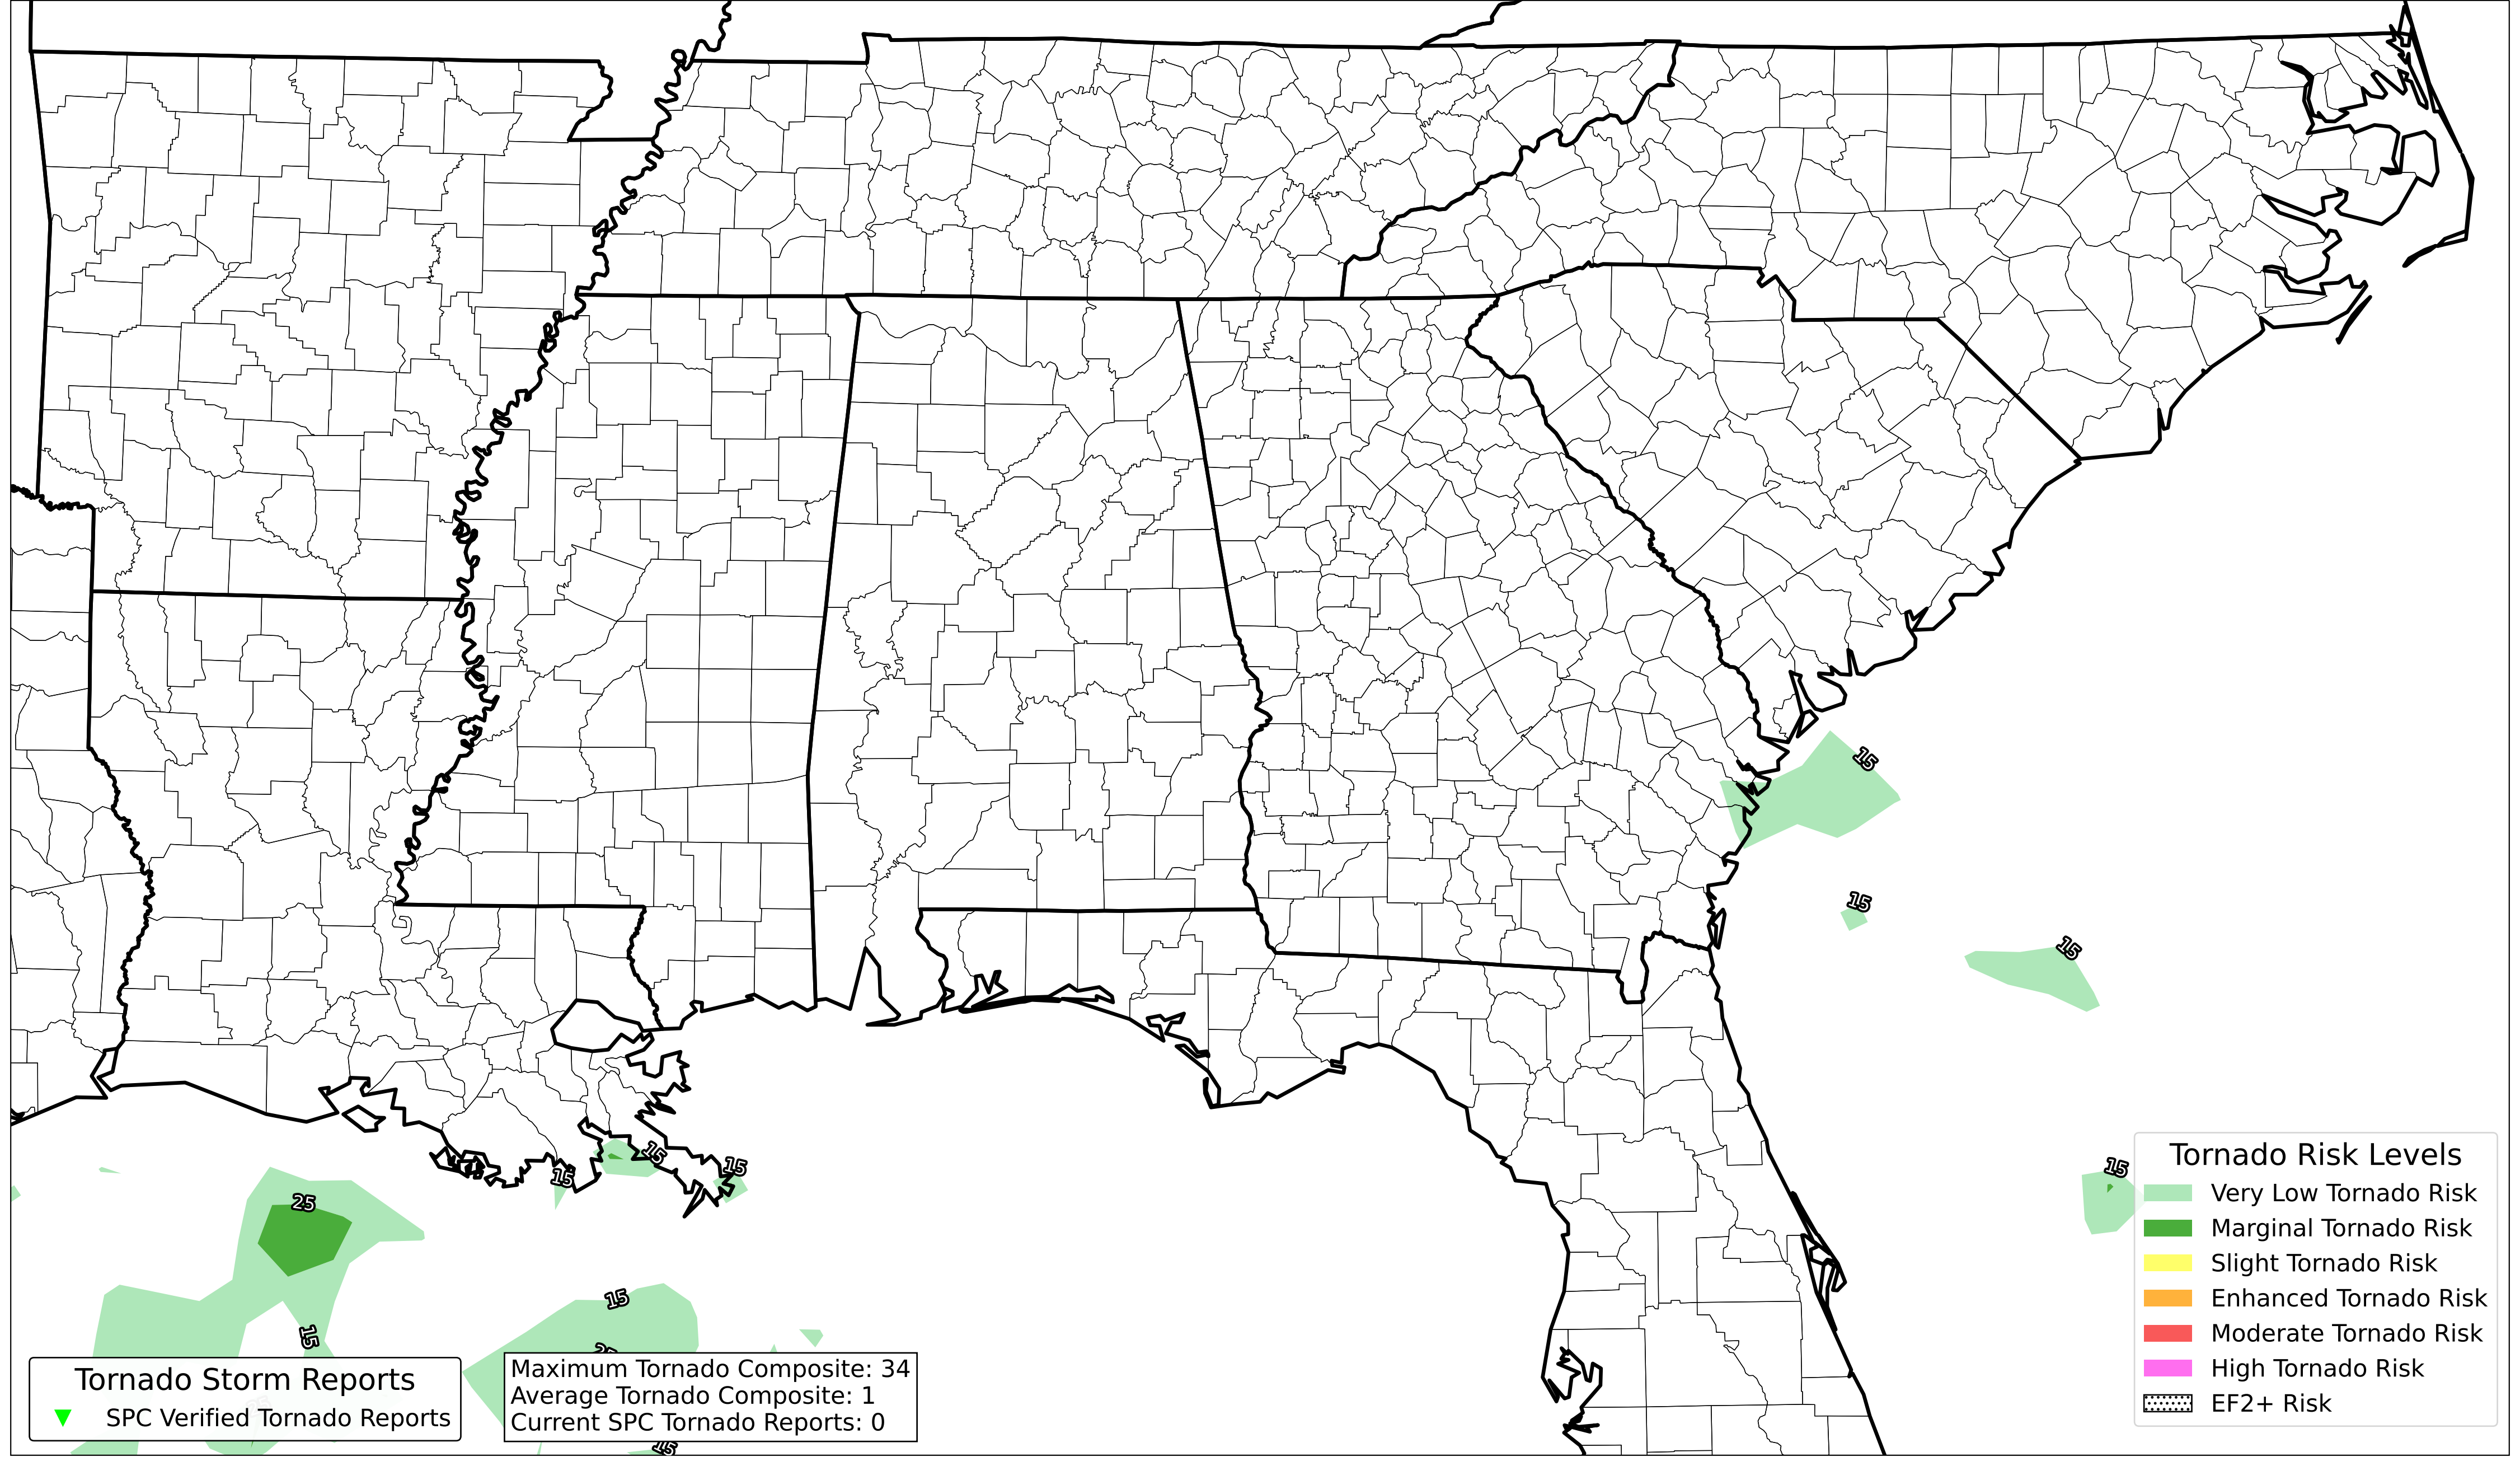 15
15
15
15
15
15
15
25
15
15
Tornado Risk Levels
Very Low Tornado Risk
Marginal Tornado Risk
Slight Tornado Risk
Enhanced Tornado Risk
Moderate Tornado Risk
High Tornado Risk
EF2+ Risk
Tornado Storm Reports
SPC Verified Tornado Reports
Maximum Tornado Composite: 34
Average Tornado Composite: 1
Current SPC Tornado Reports: 0
15